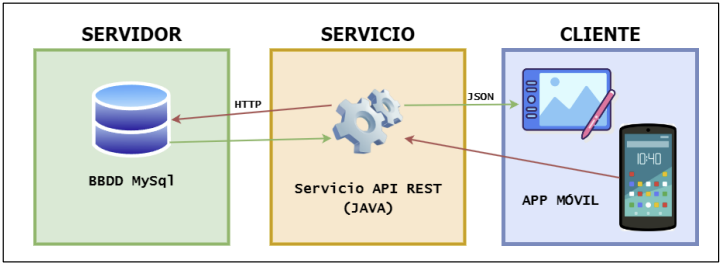 SERVIDOR
SERVICIO
CLIENTE
HTTP
JSON
10:40
BBDD MySql
Servicio API REST
(JAVA)
APP MÓVIL